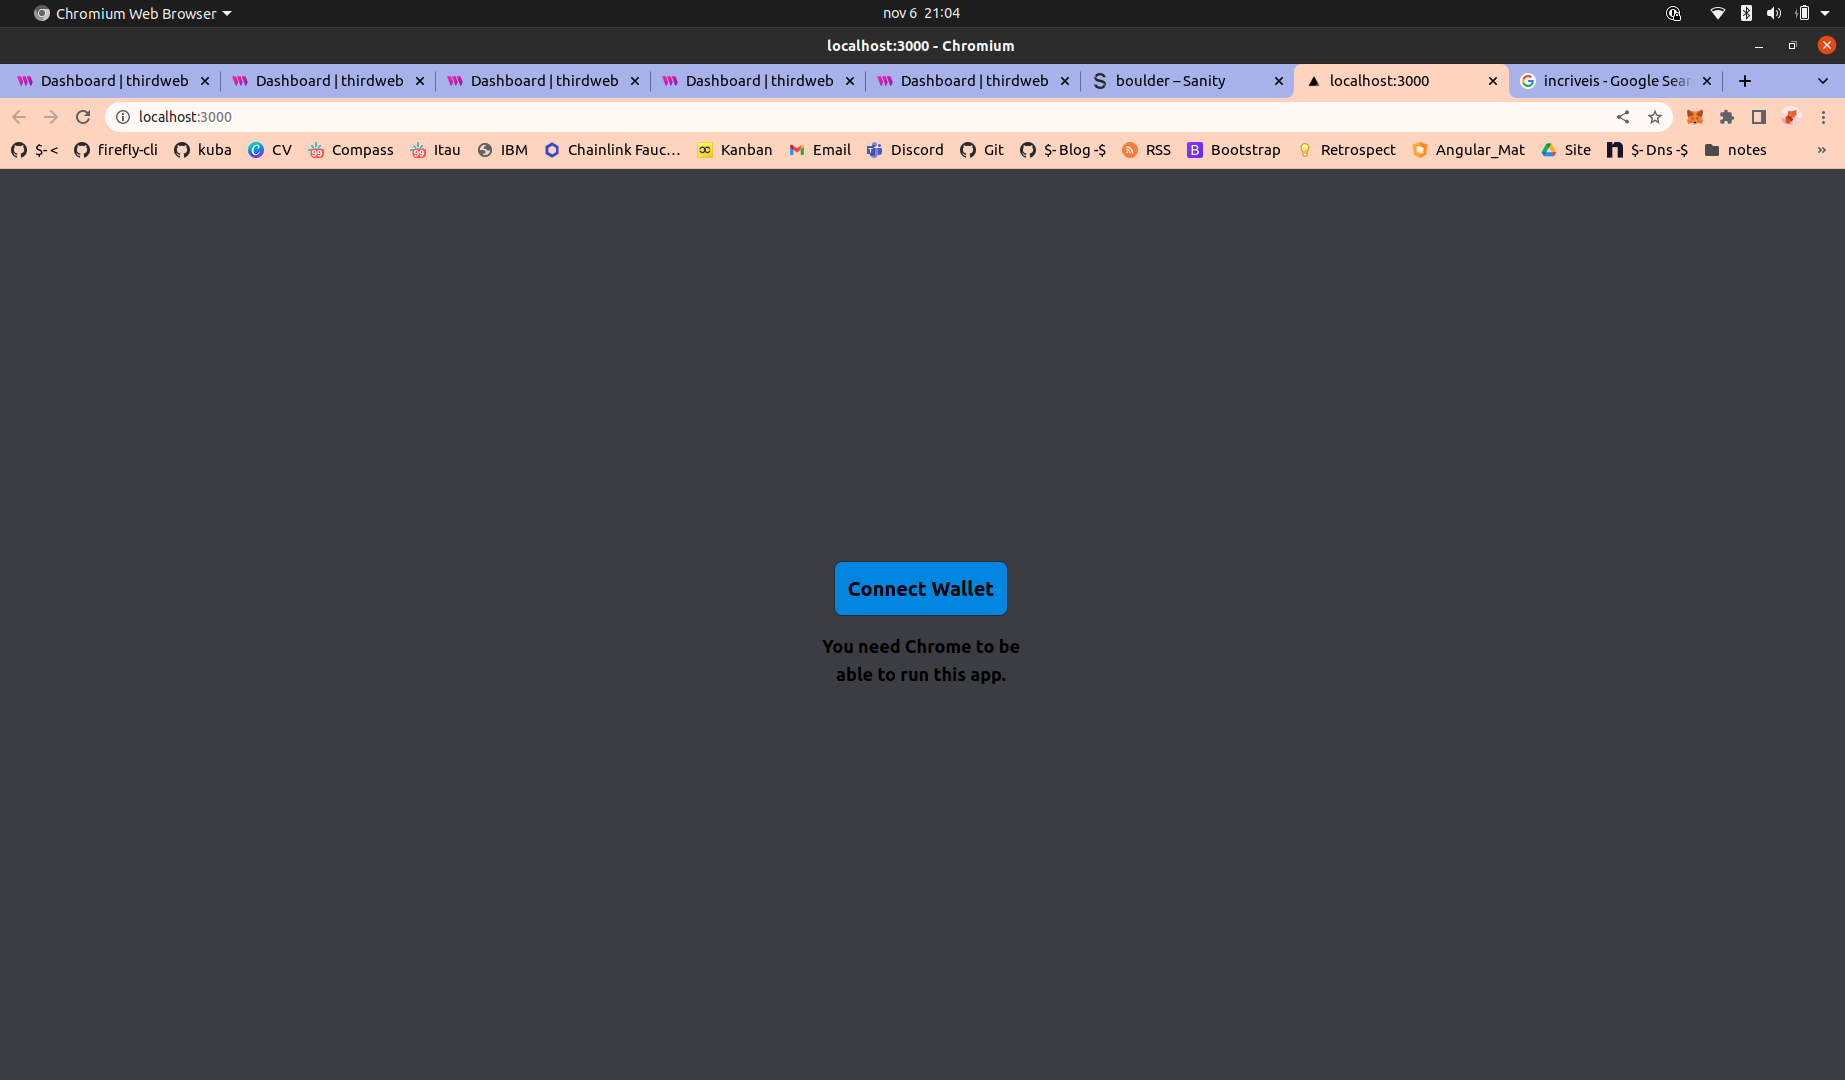 Chromium Web Browser
nov 6 21:04
localhost:3000 - Chromium
Dashboard | thirdweb
Dashboard | thirdweb
Dashboard | thirdweb
Dashboard | thirdweb
Dashboard | thirdweb
boulder – Sanity
localhost:3000
incriveis - Google Sear
localhost:3000
$- <
firefly-cli
kuba
CV
Compass
Itau
IBM
Chainlink Fauc...
Kanban
Email
Discord
Git
$- Blog -$
RSS
Bootstrap
Retrospect
Angular_Mat
Site
$- Dns -$
notes
»
Connect Wallet
You need Chrome to be
able to run this app.